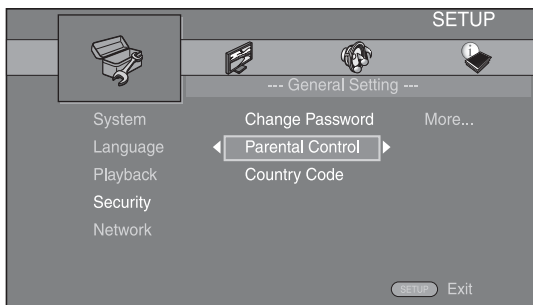 SETUP
--- General Setting ---
System Change Password More...
Language Parental Control
Playback Country Code
Security
Network
SETUP Exit